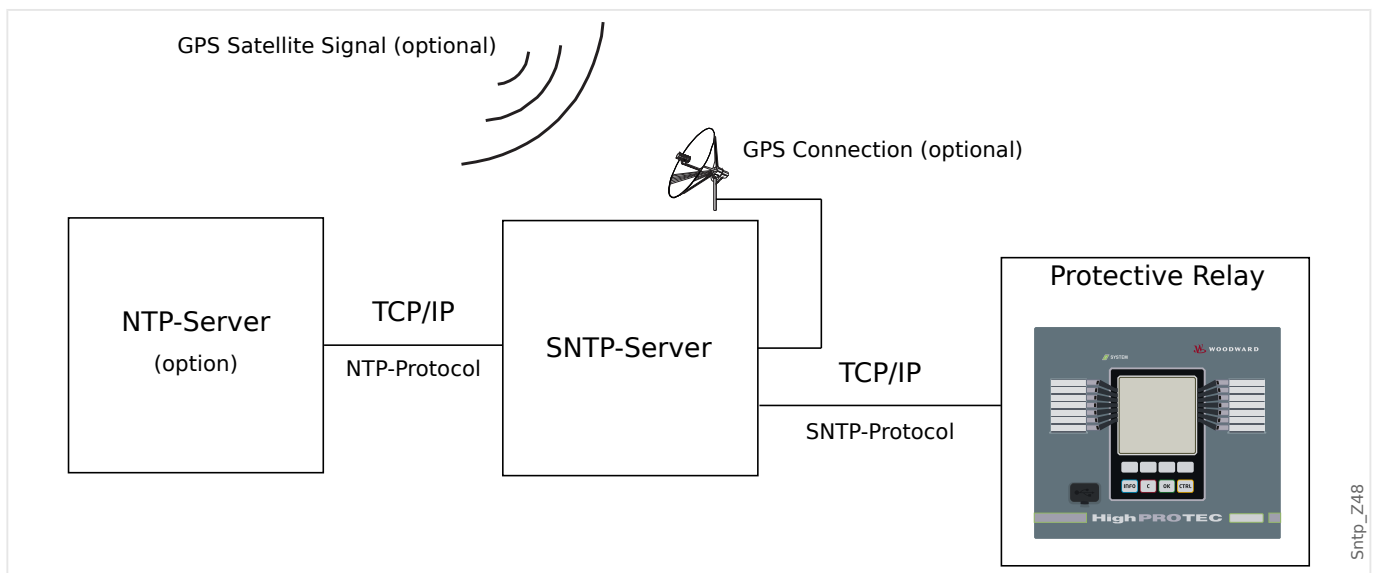 GPS Satellite Signal (optional)
GPS Connection (optional)
NTP-Server
(option)
TCP/IP
NTP-Protocol
SNTP-Server
TCP/IP
SNTP-Protocol
Protective Relay
WOODWARD
SYSTEM
INFO C OK CTRL
HighPROTEC
Sntp_Z48